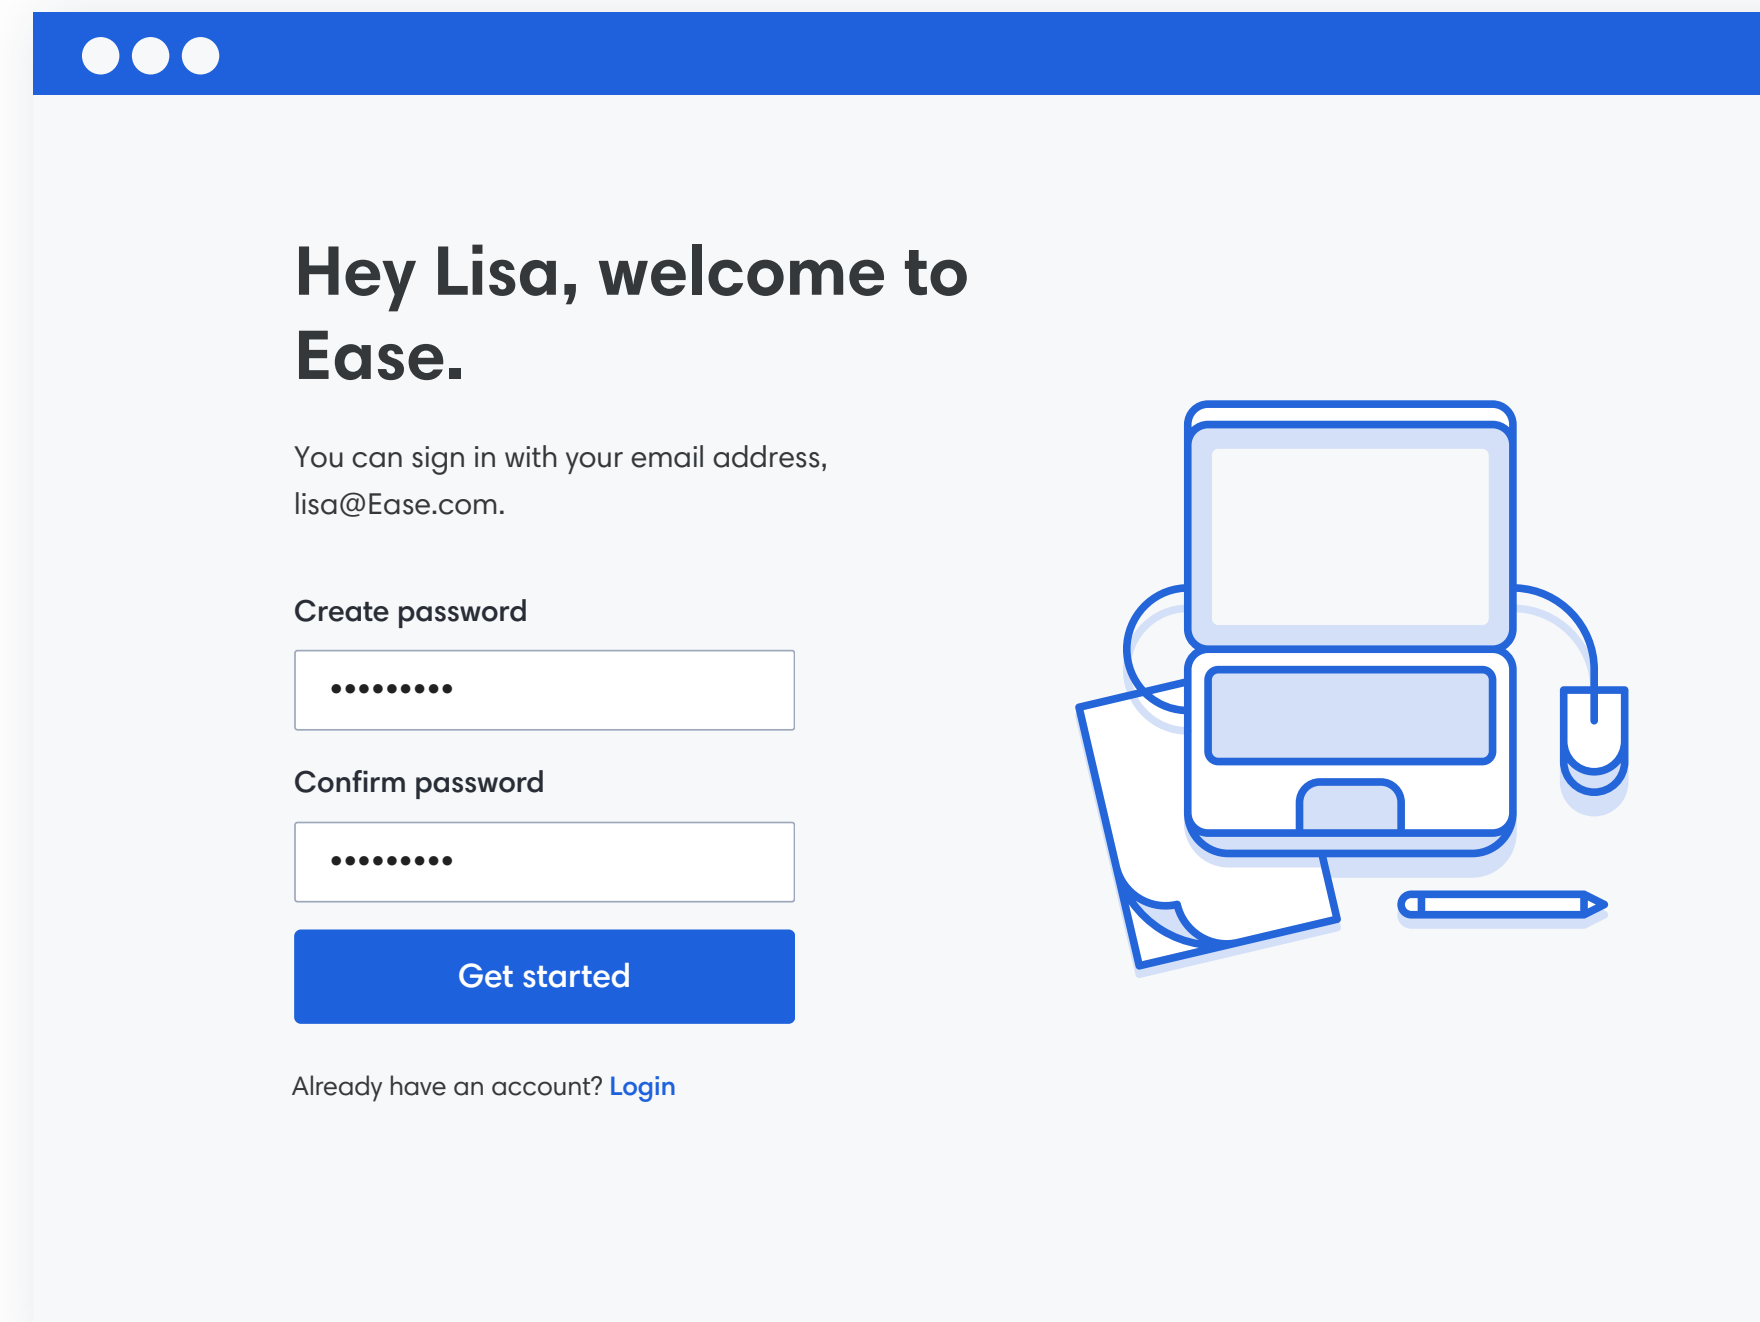 Hey Lisa, welcome to
Ease.
You can sign in with your email address,
lisa@Ease.com.
Create password
•••••••••
Confirm password
•••••••••
Get started
Already have an account? Login